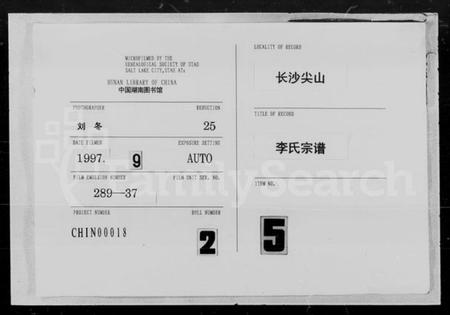 MICROFILMED BY THE
GENEALOGICAL SOCIETY OF UTAH
SALT LAKE CITY, UTAH AT:
HUNAN LIBRARY OF CHINA
中国湖南图书馆
PHOTOGRAPHER
REDUCTION
刘 冬
25
DATE FILMED
EXPOSURE SETTING
1997. 9
AUTO
FILM EMULSION NUMBER
FILM UNIT SER. NO.
289—37
PROJECT NUMBER
ROLL NUMBER
CHIN00018
2
LOCALITY OF RECORD
长沙尖山
TITLE OF RECORD
李氏宗谱
ITEM NO.
5
FamilySearch